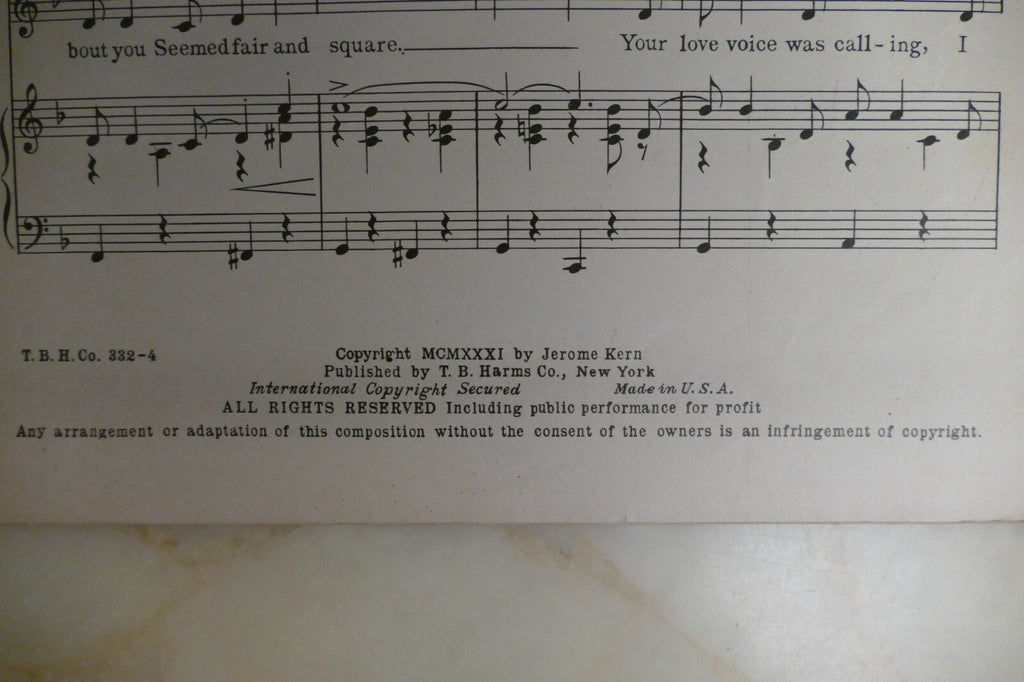 bout you Seemed fair and square. Your love voice was call-ing, I
T. B. H. Co. 332-4
Copyright MCMXXXI by Jerome Kern
Published by T. B. Harms Co., New York
International Copyright Secured Made in U. S. A.
ALL RIGHTS RESERVED Including public performance for profit
Any arrangement or adaptation of this composition without the consent of the owners is an infringement of copyright.